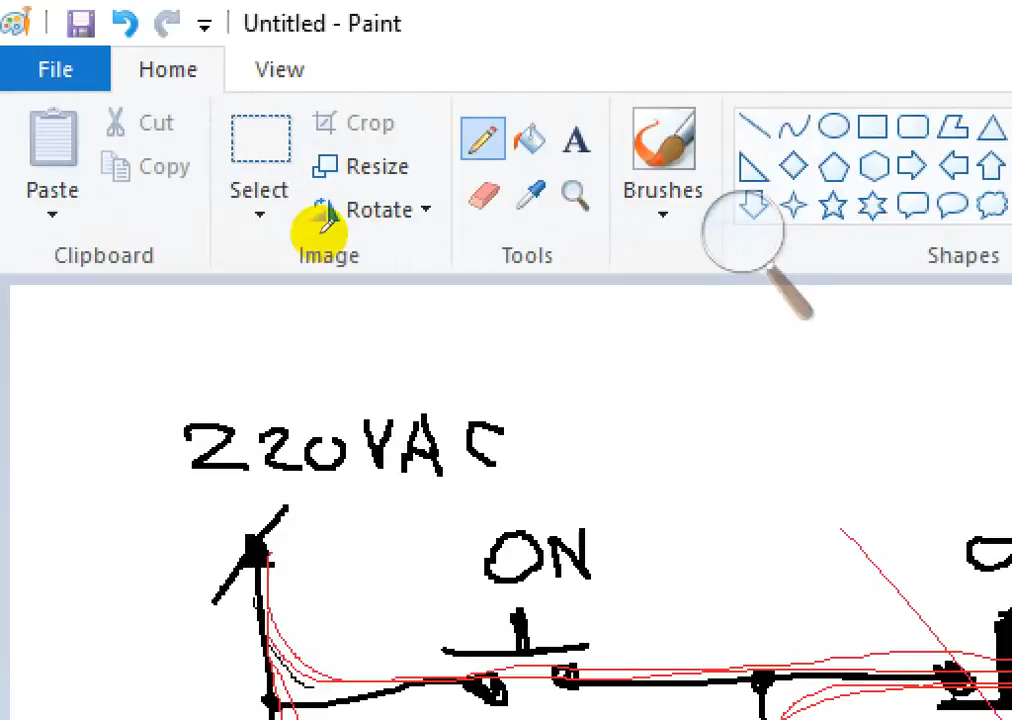 Untitled - Paint
File Home View
Cut
Crop
Copy
Resize
Paste Select Rotate Brushes
Clipboard Image Tools Shapes
220VAC
ON